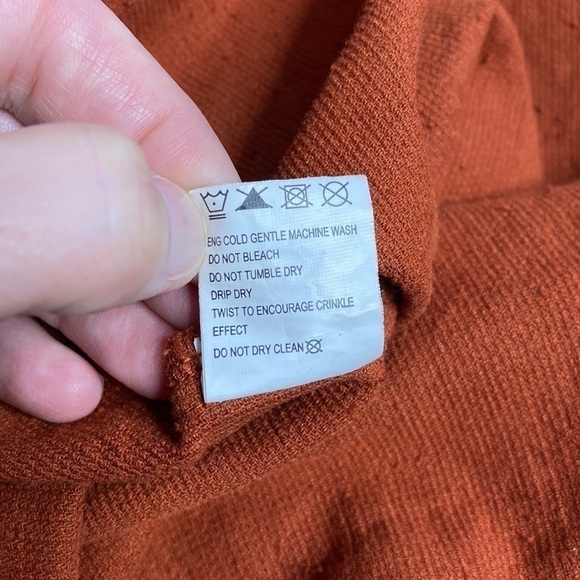 ENG COLD GENTLE MACHINE WASH
DO NOT BLEACH
DO NOT TUMBLE DRY
DRIP DRY
TWIST TO ENCOURAGE CRINKLE
EFFECT
DO NOT DRY CLEAN